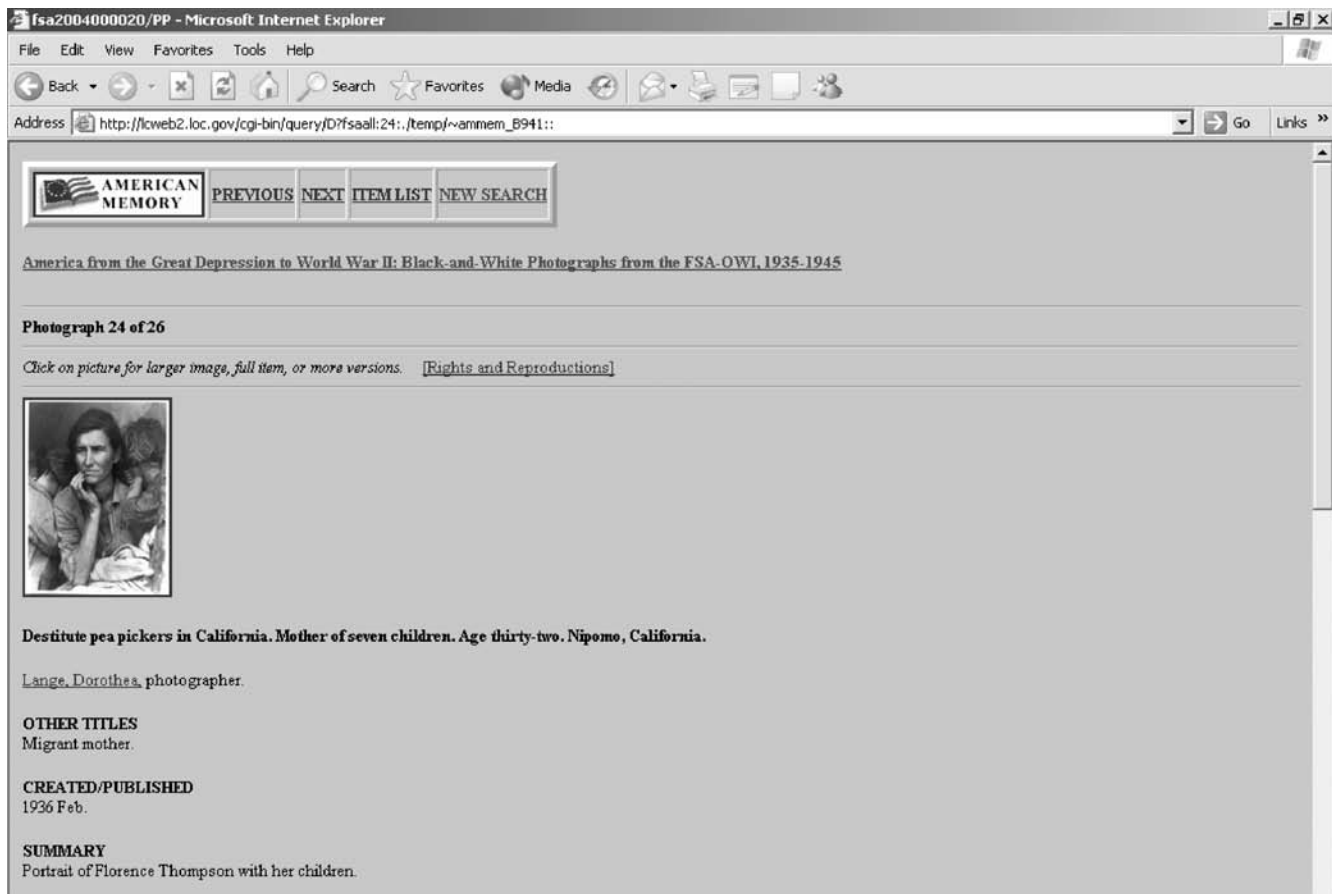 fsa2004000020/PP - Microsoft Internet Explorer
File Edit View Favorites Tools Help
Back Search Favorites Media
Address http://lcweb2.loc.gov/cgi-bin/query/D?fsaall:24:./temp/~ammem_B941:: Go Links »
AMERICAN
MEMORY
PREVIOUS NEXT ITEM LIST NEW SEARCH
America from the Great Depression to World War II: Black-and-White Photographs from the FSA-OWI, 1935-1945
Photograph 24 of 26
Click on picture for larger image, full item, or more versions. [Rights and Reproductions]
Destitute pea pickers in California. Mother of seven children. Age thirty-two. Nipomo, California.
Lange, Dorothea, photographer.
OTHER TITLES
Migrant mother.
CREATED/PUBLISHED
1936 Feb.
SUMMARY
Portrait of Florence Thompson with her children.